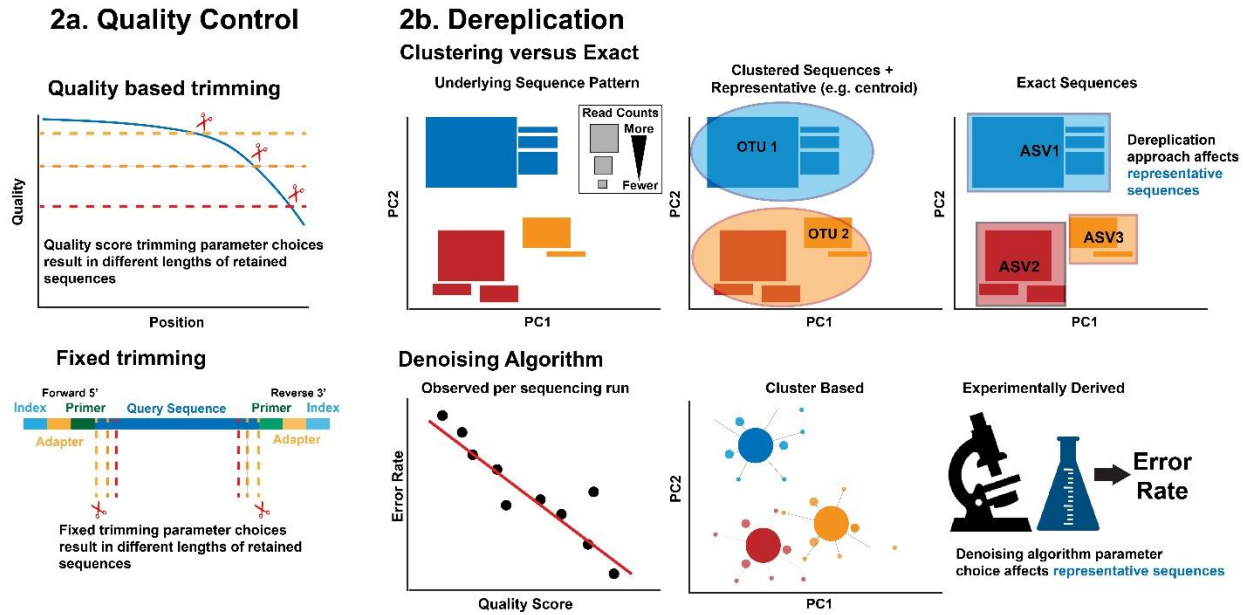 2a. Quality Control
Quality based trimming
Quality
Quality score trimming parameter choices
result in different lengths of retained
sequences
Position
Fixed trimming
Forward 5'
Reverse 3'
Index
Primer
Query Sequence
Primer
Index
Adapter
Adapter
Fixed trimming parameter choices
result in different lengths of retained
sequences
2b. Dereplication
Clustering versus Exact
Underlying Sequence Pattern
Read Counts
More
Fewer
PC2
PC1
Clustered Sequences +
Representative (e.g. centroid)
OTU 1
OTU 2
PC2
PC1
Exact Sequences
ASV1
ASV2
ASV3
PC2
PC1
Dereplication
approach affects
representative
sequences
Denoising Algorithm
Observed per sequencing run
Error Rate
Quality Score
Cluster Based
PC2
PC1
Experimentally Derived
Error
Rate
Denoising algorithm parameter
choice affects representative sequences